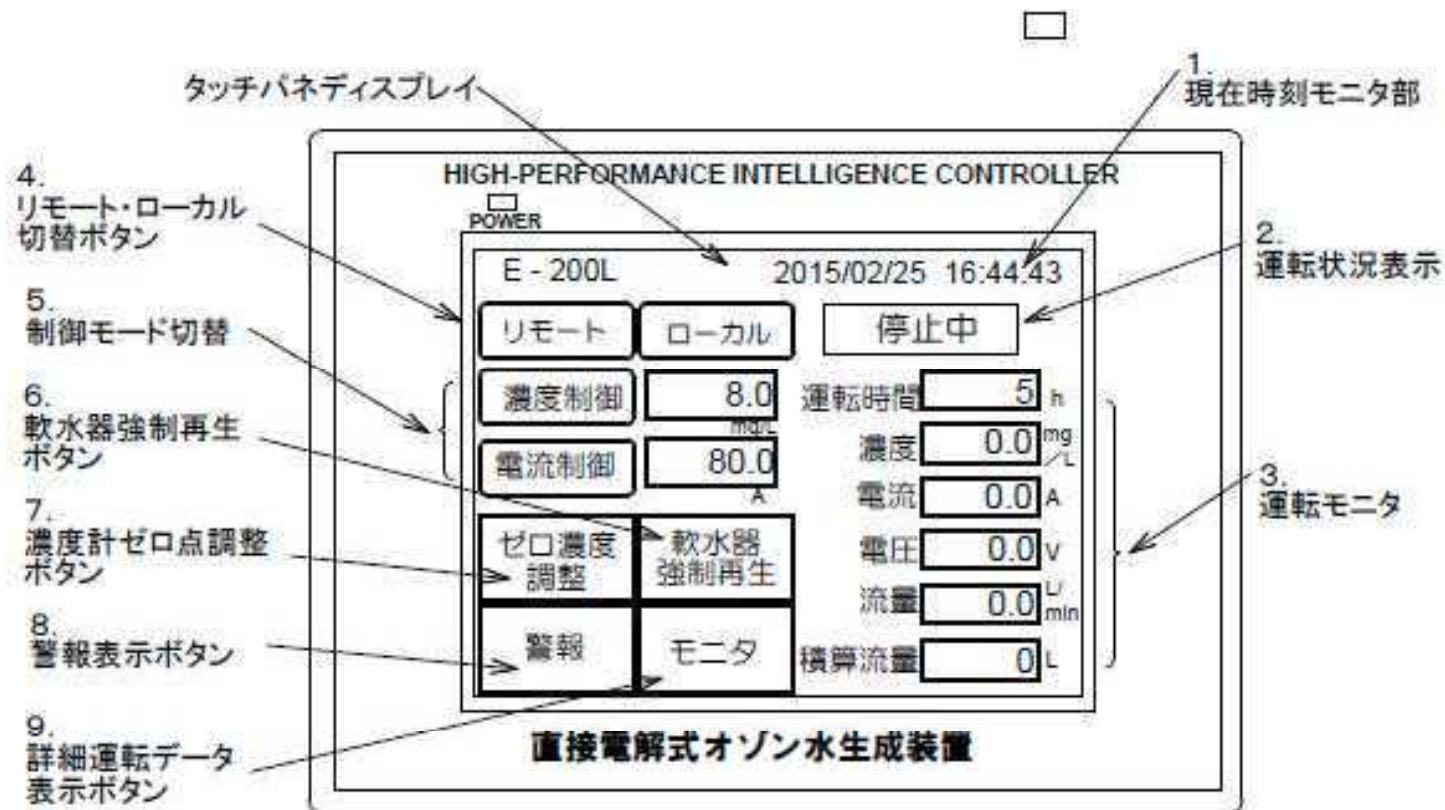 タッチパネディスプレイ
1.
現在時刻モニタ部
HIGH-PERFORMANCE INTELLIGENCE CONTROLLER
POWER
4.
リモート・ローカル
切替ボタン
E - 200L
2015/02/25 16:44:43
2.
運転状況表示
リモート
ローカル
停止中
5.
制御モード切替
濃度制御
8.0
mg/L
電流制御
80.0
A
運転時間
5
h
濃度
0.0
mg
/L
電流
0.0
A
電圧
0.0
V
流量
0.0
L/
min
積算流量
0
L
3.
運転モニタ
6.
軟水器強制再生
ボタン
7.
濃度計ゼロ点調整
ボタン
ゼロ濃度
調整
軟水器
強制再生
8.
警報表示ボタン
警報
モニタ
9.
詳細運転データ
表示ボタン
直接電解式オゾン水生成装置